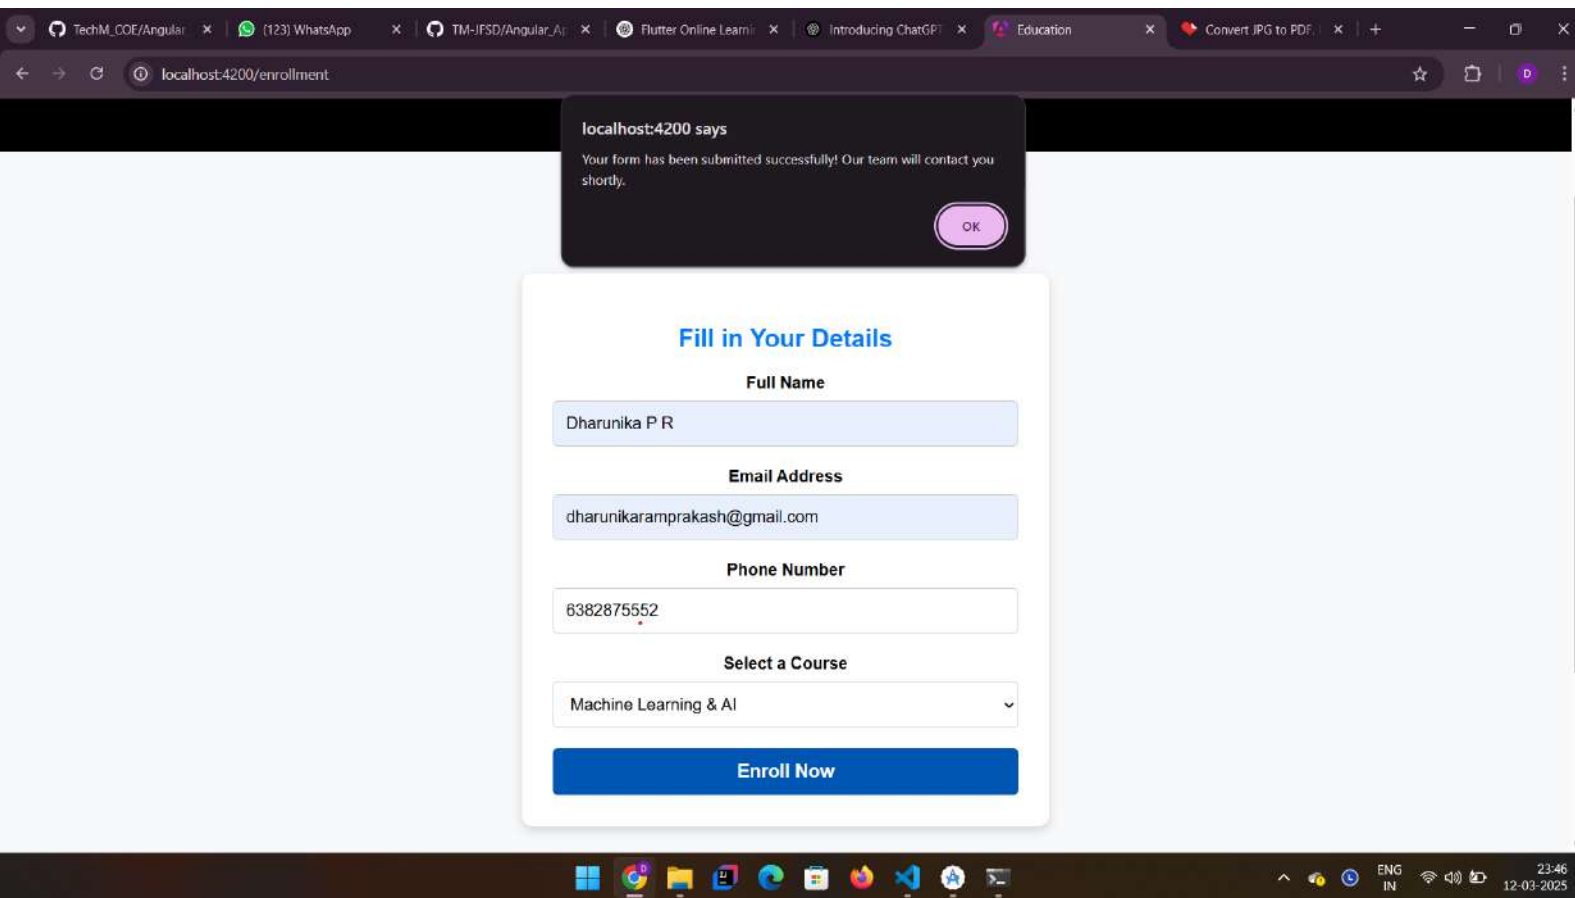 TechM_COE/Angular
(123) WhatsApp
TM-JFSD/Angular_Ap
Flutter Online Learnin
Introducing ChatGPT
Education
Convert JPG to PDF.
localhost:4200/enrollment
D
localhost:4200 says
Your form has been submitted successfully! Our team will contact you
shortly.
OK
Fill in Your Details
Full Name
Dharunika P R
Email Address
dharunikaramprakash@gmail.com
Phone Number
6382875552
Select a Course
Machine Learning & AI
Enroll Now
ENG
IN
23:46
12-03-2025